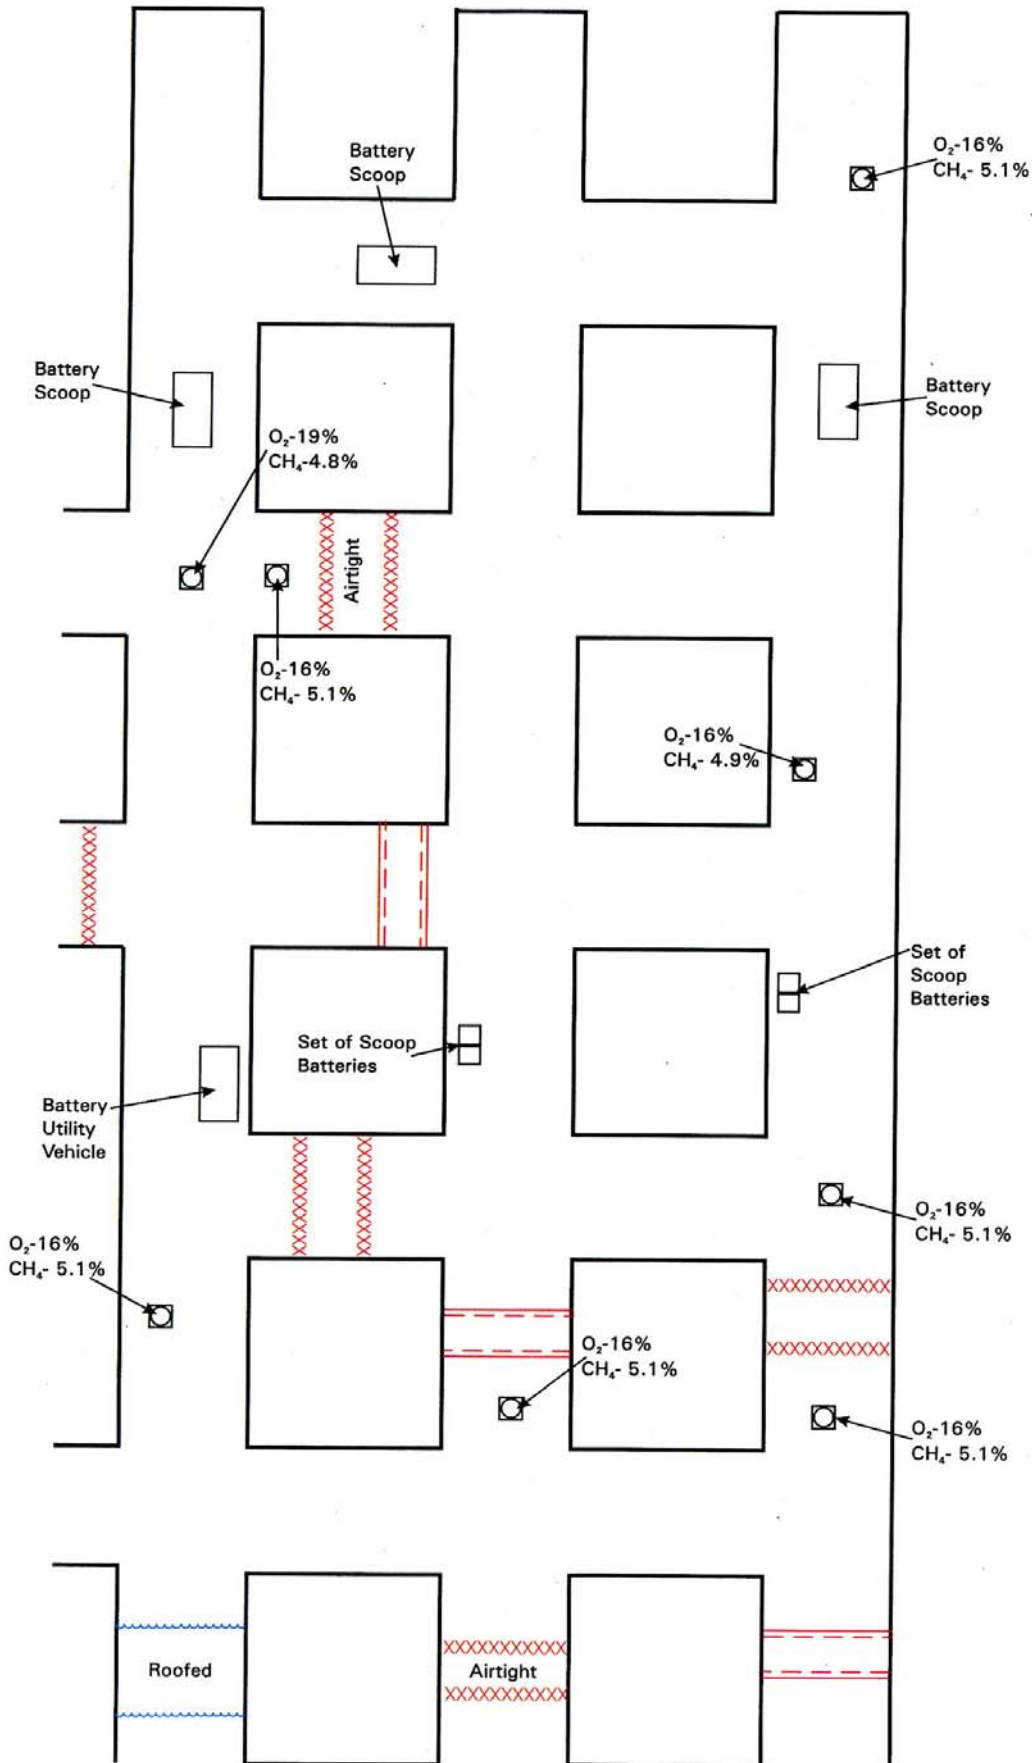 O₂-16%
CH₄- 5.1%
Battery
Scoop
Battery
Scoop
Battery
Scoop
O₂-19%
CH₄-4.8%
Airtight
O₂-16%
CH₄- 5.1%
O₂-16%
CH₄- 4.9%
Set of
Scoop
Batteries
Set of Scoop
Batteries
Battery
Utility
Vehicle
O₂-16%
CH₄- 5.1%
O₂-16%
CH₄- 5.1%
O₂-16%
CH₄- 5.1%
O₂-16%
CH₄- 5.1%
Roofed
Airtight